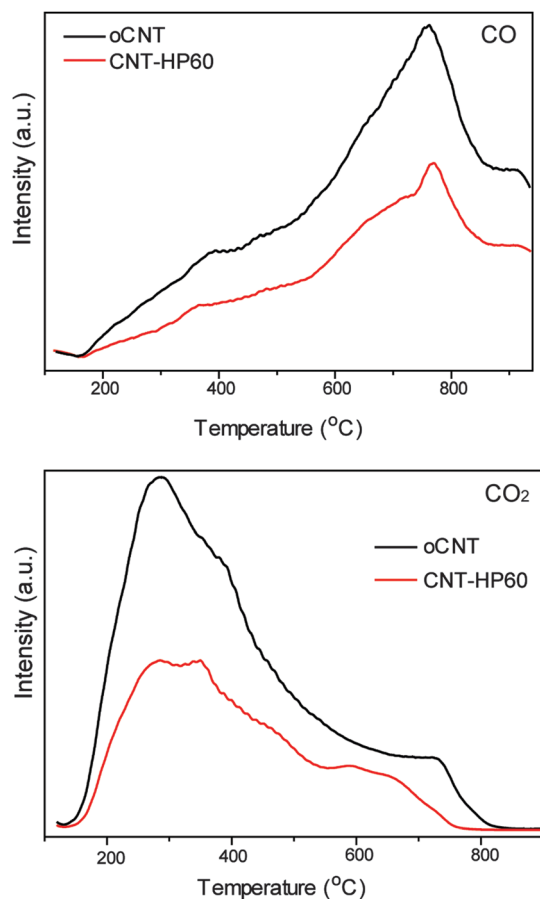 oCNT
CNT-HP60
CO
Intensity (a.u.)
200
400
600
800
Temperature (°C)
CO₂
oCNT
CNT-HP60
Intensity (a.u.)
200
400
600
800
Temperature (°C)